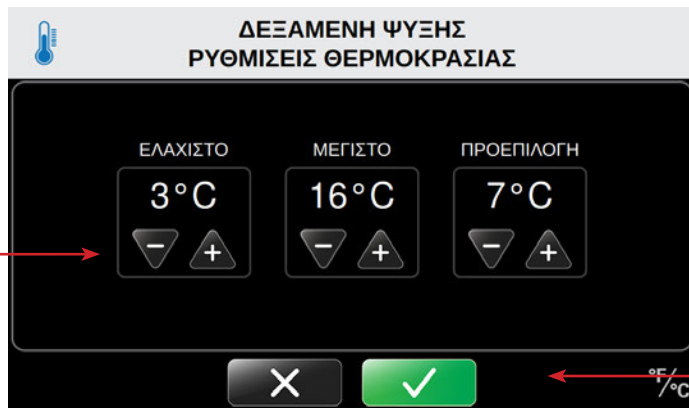 ΔΕΞΑΜΕΝΗ ΨΥΞΗΣ
ΡΥΘΜΙΣΕΙΣ ΘΕΡΜΟΚΡΑΣΙΑΣ
ΕΛΑΧΙΣΤΟ ΜΕΓΙΣΤΟ ΠΡΟΕΠΙΛΟΓΗ
3°C 16°C 7°C
− + − + − +
°F/°C